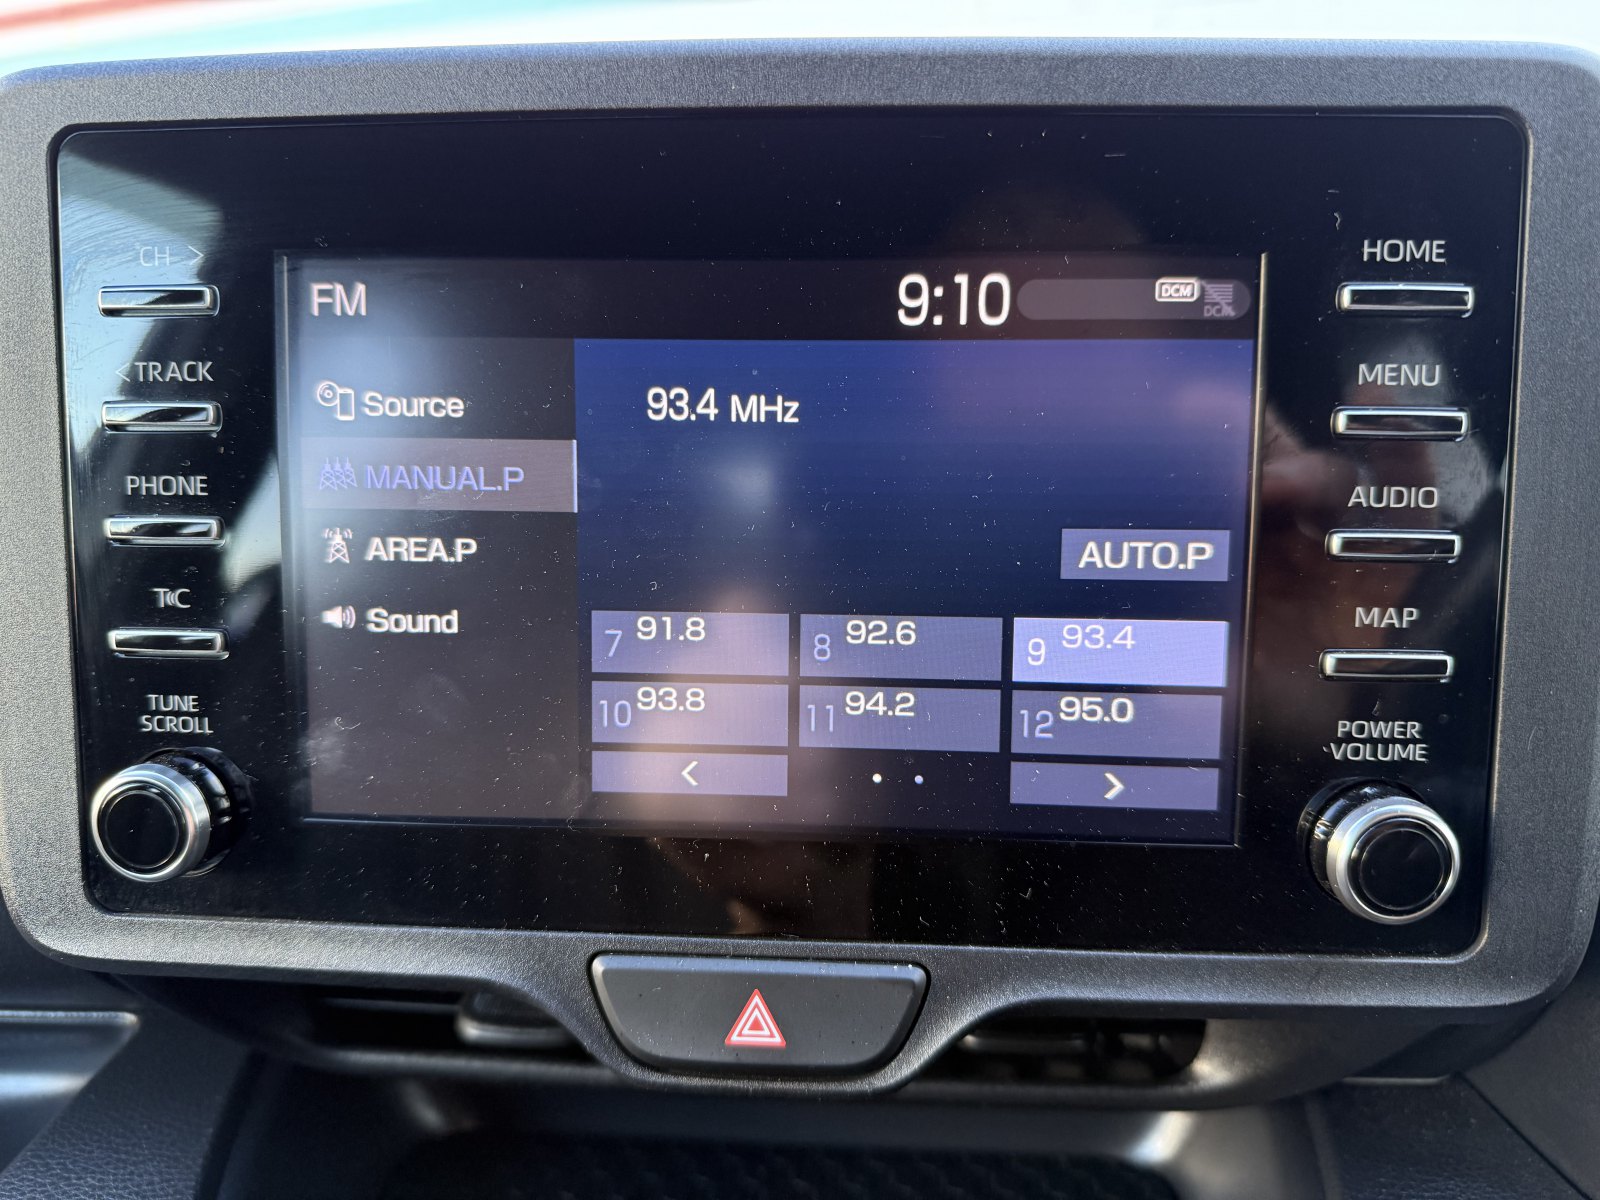 CH >
< TRACK
PHONE
T C
TUNE
SCROLL
FM
9:10
DCM
DCM
Source
MANUAL.P
AREA.P
Sound
93.4 MHz
AUTO.P
7 91.8
8 92.6
9 93.4
10 93.8
11 94.2
12 95.0
<
>
HOME
MENU
AUDIO
MAP
POWER
VOLUME